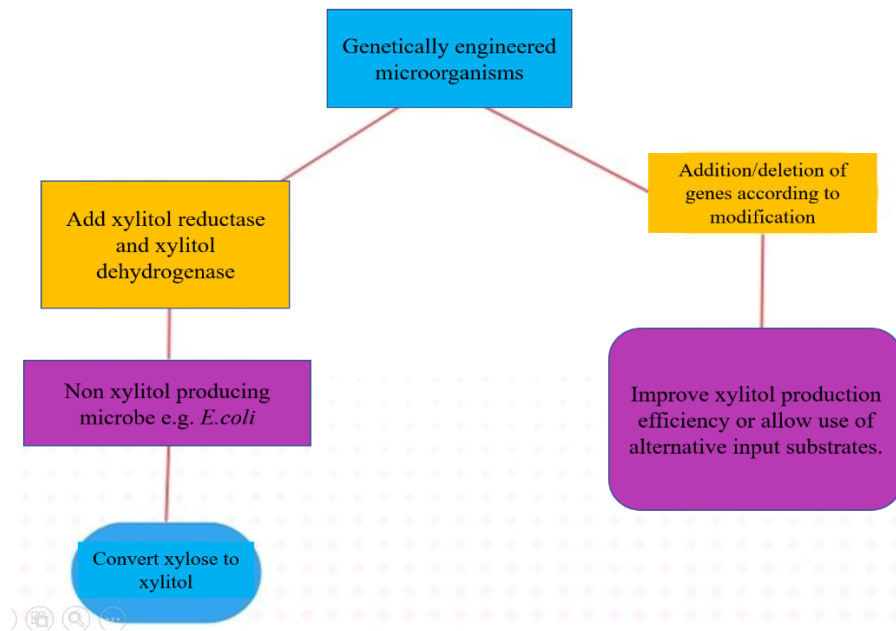 Genetically engineered
microorganisms
Add xylitol reductase
and xylitol
dehydrogenase
Non xylitol producing
microbe e.g. E.coli
Convert xylose to
xylitol
Addition/deletion of
genes according to
modification
Improve xylitol production
efficiency or allow use of
alternative input substrates.